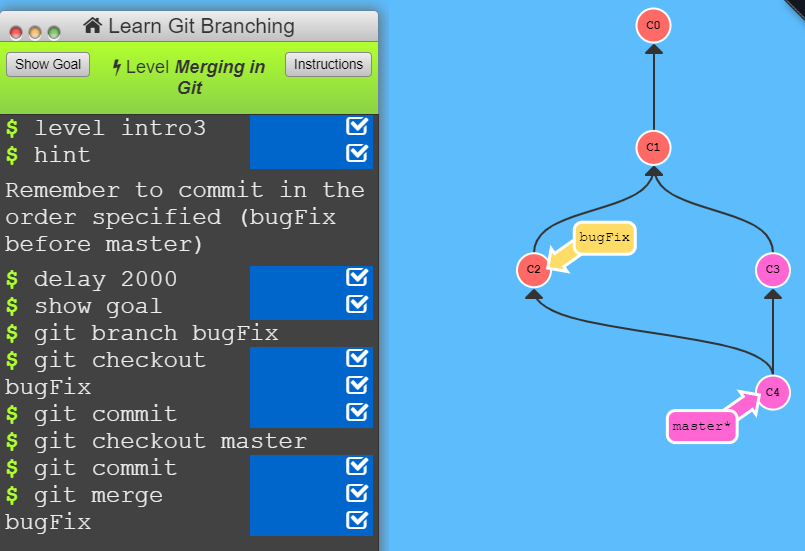 Learn Git Branching
Show Goal
Level Merging in
Git
Instructions
$ level intro3
$ hint
Remember to commit in the
order specified (bugFix
before master)
$ delay 2000
$ show goal
$ git branch bugFix
$ git checkout
bugFix
$ git commit
$ git checkout master
$ git commit
$ git merge
bugFix
C0
C1
bugFix
C2
C3
C4
master*